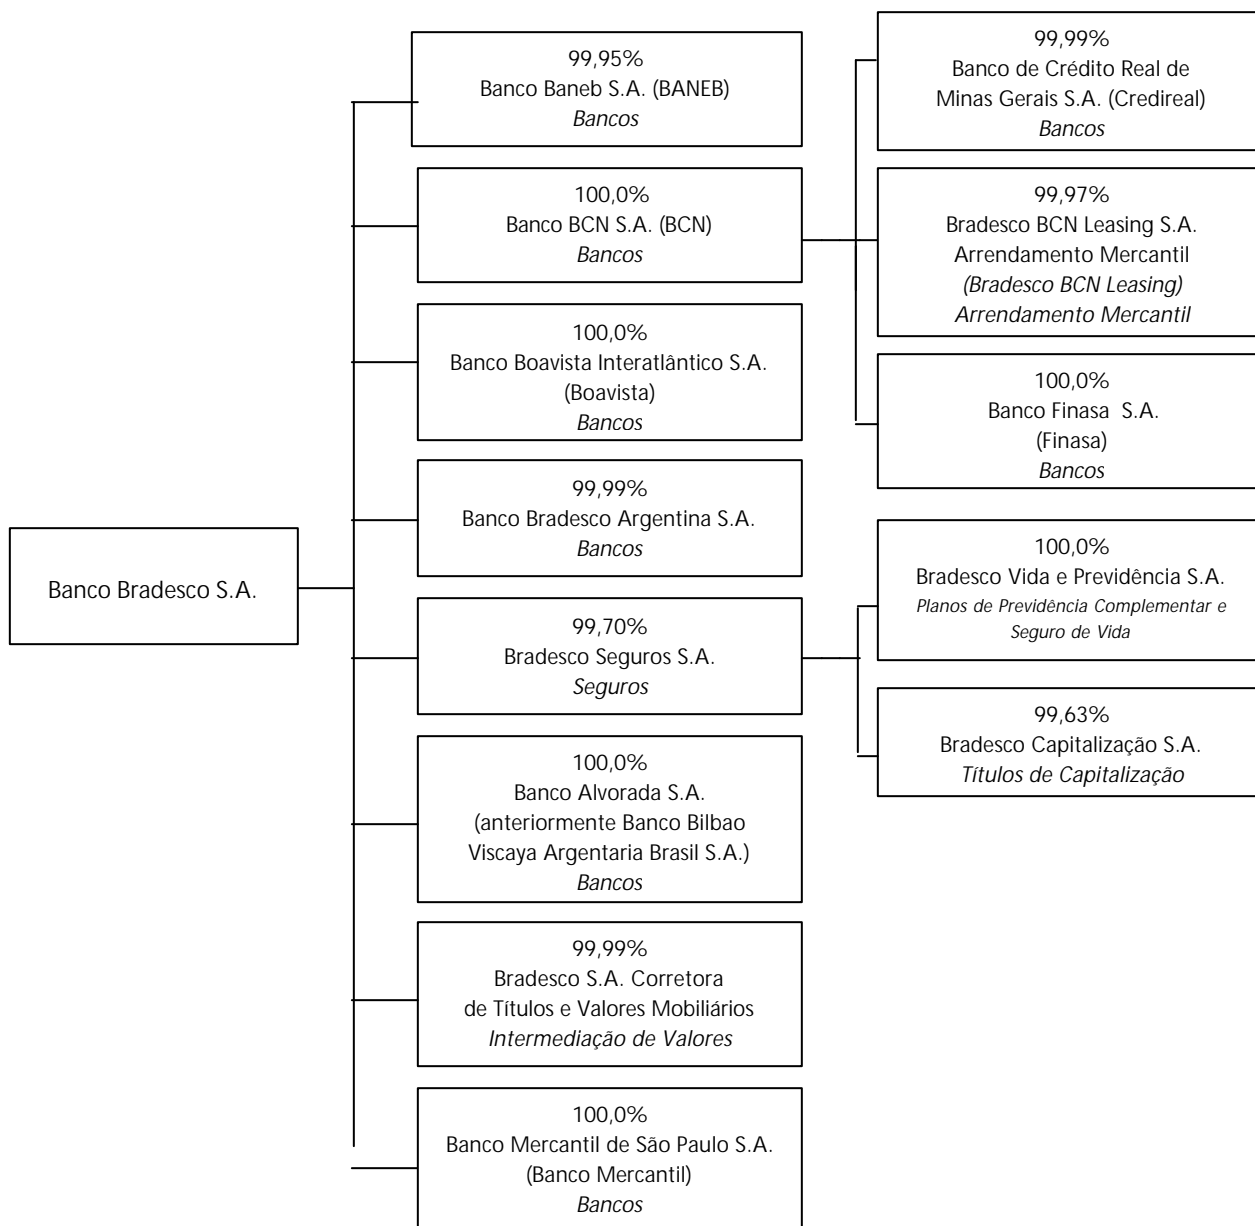 Banco Bradesco S.A.
99,95%
Banco Baneb S.A. (BANEB)
Bancos
100,0%
Banco BCN S.A. (BCN)
Bancos
100,0%
Banco Boavista Interatlântico S.A.
(Boavista)
Bancos
99,99%
Banco Bradesco Argentina S.A.
Bancos
99,70%
Bradesco Seguros S.A.
Seguros
100,0%
Banco Alvorada S.A.
(anteriormente Banco Bilbao
Viscaya Argentaria Brasil S.A.)
Bancos
99,99%
Bradesco S.A. Corretora
de Títulos e Valores Mobiliários
Intermediação de Valores
100,0%
Banco Mercantil de São Paulo S.A.
(Banco Mercantil)
Bancos
99,99%
Banco de Crédito Real de
Minas Gerais S.A. (Credireal)
Bancos
99,97%
Bradesco BCN Leasing S.A.
Arrendamento Mercantil
(Bradesco BCN Leasing)
Arrendamento Mercantil
100,0%
Banco Finasa S.A.
(Finasa)
Bancos
100,0%
Bradesco Vida e Previdência S.A.
Planos de Previdência Complementar e
Seguro de Vida
99,63%
Bradesco Capitalização S.A.
Títulos de Capitalização